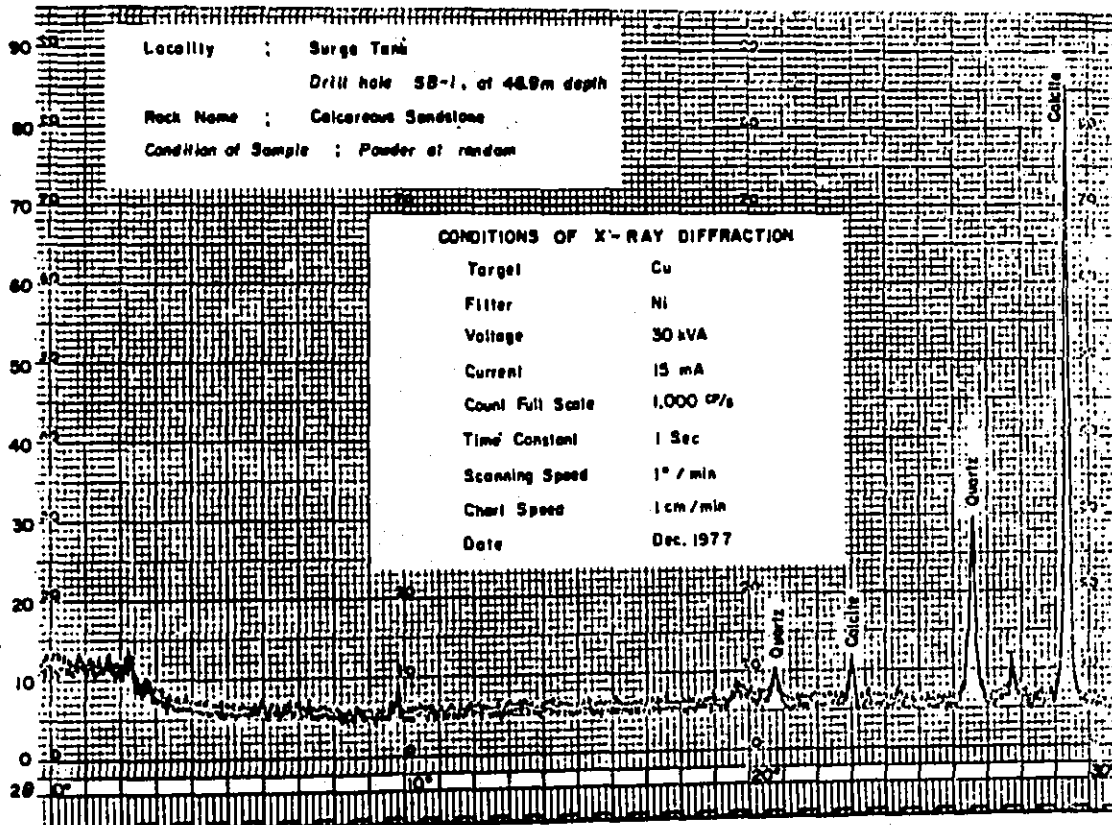 Locality : Surge Tank
Drill hole SB-1, at 48.9m depth
Rock Name : Calcareous Sandstone
Condition of Sample ; Powder at random
CONDITIONS OF X-RAY DIFFRACTION
Target Cu
Filter Ni
Voltage 30 kVA
Current 15 mA
Count Full Scale 1,000 CP/s
Time Constant 1 Sec
Scanning Speed 1° / min
Chart Speed 1 cm/min
Date Dec. 1977
Quartz
Calcite
Quartz
Calcite
90
80
70
60
50
40
30
20
10
0
2θ 0° 10° 20° 30°